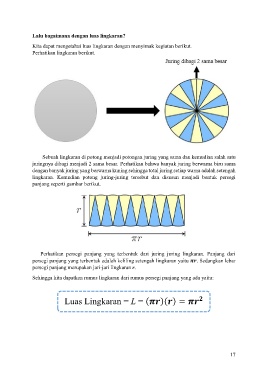 Lalu bagaimana dengan luas lingkaran?
Kita dapat mengetahui luas lingkaran dengan menyimak kegiatan berikut.
Perhatikan lingkaran berikut.
Juring dibagi 2 sama besar
Sebuah lingkaran di potong menjadi potongan juring yang sama dan kemudian salah satu
juringnya dibagi menjadi 2 sama besar. Perhatikan bahwa banyak juring berwarna biru sama
dengan banyak juring yang berwarna kuning sehingga total juring setiap warna adalah setengah
lingkaran. Kemudian potong juring-juring tersebut dan disusun menjadi bentuk persegi
panjang seperti gambar berikut.
r
πr
Perhatikan persegi panjang yang terbentuk dari juring juring lingkaran. Panjang dari
persegi panjang yang terbentuk adalah keliling setengah lingkaran yaitu πr. Sedangkan lebar
persegi panjang merupakan jari-jari lingkaran r.
Sehingga kita dapatkan rumus lingkaran dari rumus persegi panjang yang ada yaitu:
Luas Lingkaran = L = (πr)(r) = πr²
17